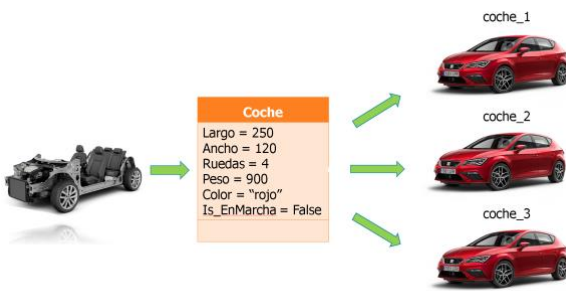 coche_1
Coche
Largo = 250
Ancho = 120
Ruedas = 4
Peso = 900
Color = “rojo”
Is_EnMarcha = False
coche_2
coche_3